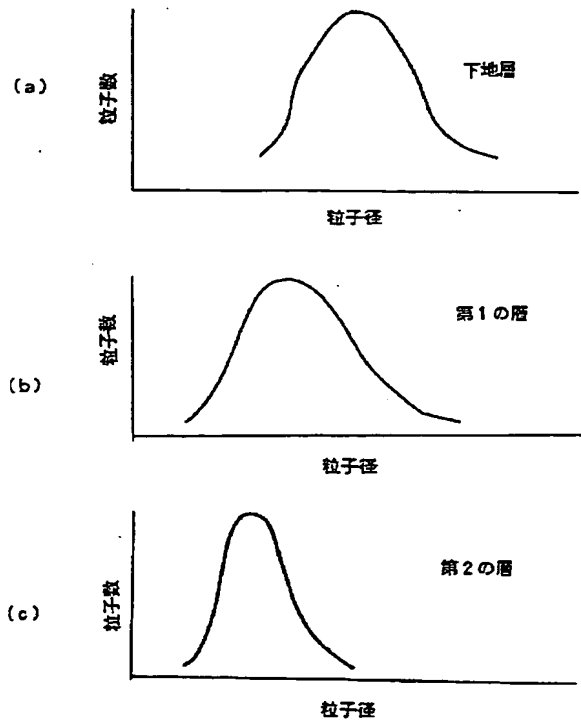 (a)
粒子数
下地層
粒子径
(b)
粒子数
第1の層
粒子径
(c)
粒子数
第2の層
粒子径